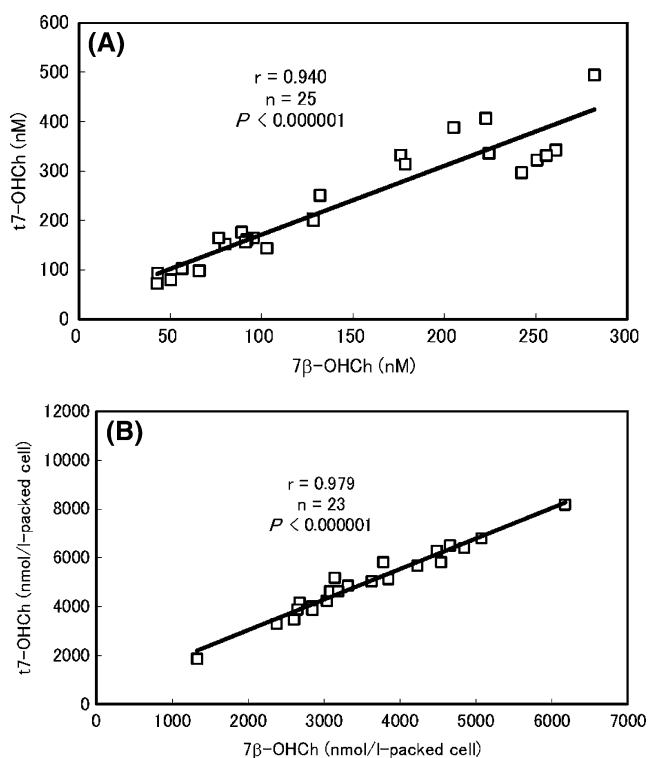 (A)
r = 0.940
n = 25
P < 0.000001
600
500
400
300
200
100
0
t7-OHCh (nM)
0 50 100 150 200 250 300
7β-OHCh (nM)
(B)
r = 0.979
n = 23
P < 0.000001
12000
10000
8000
6000
4000
2000
0
t7-OHCh (nmol/l-packed cell)
0 1000 2000 3000 4000 5000 6000 7000
7β-OHCh (nmol/l-packed cell)